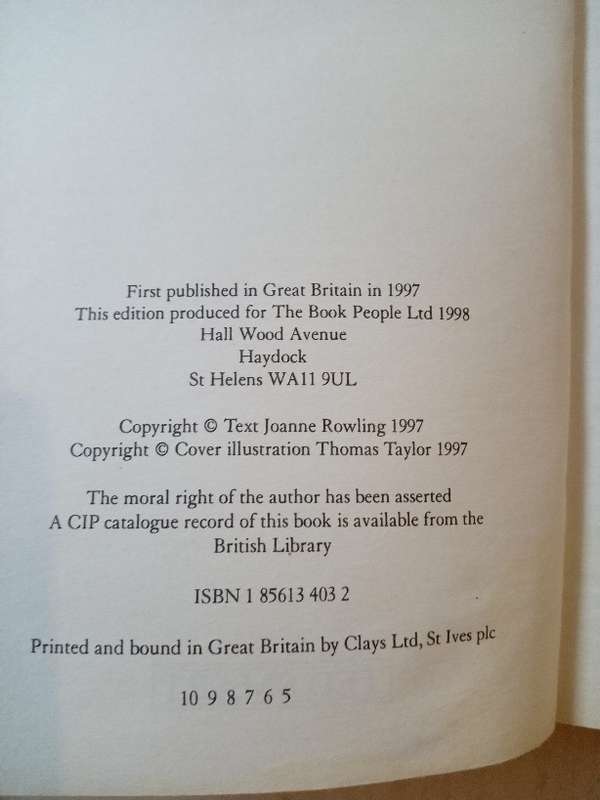 First published in Great Britain in 1997
This edition produced for The Book People Ltd 1998
Hall Wood Avenue
Haydock
St Helens WA11 9UL
Copyright © Text Joanne Rowling 1997
Copyright © Cover illustration Thomas Taylor 1997
The moral right of the author has been asserted
A CIP catalogue record of this book is available from the
British Library
ISBN 1 85613 403 2
Printed and bound in Great Britain by Clays Ltd, St Ives plc
10 9 8 7 6 5